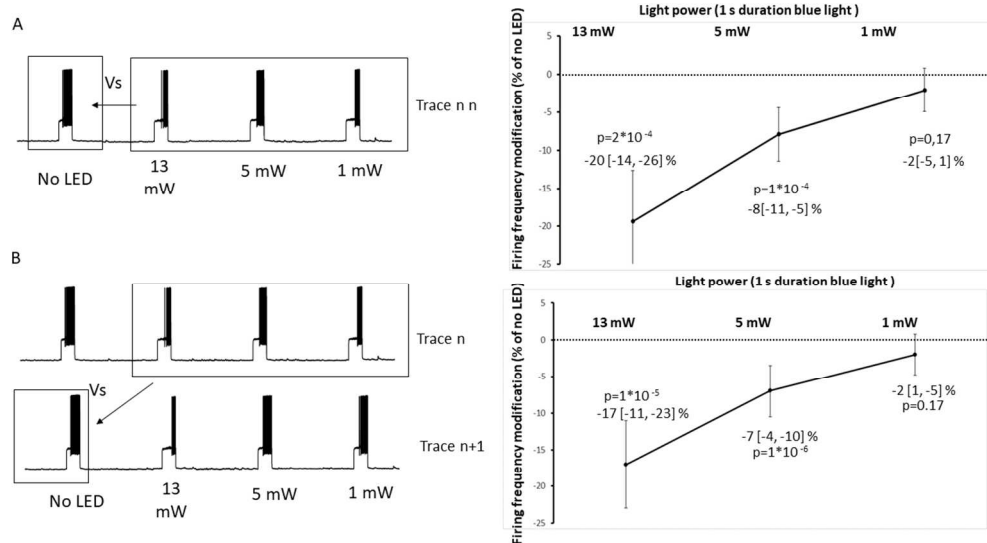 A
Vs
Trace n n
No LED
13
mW
5 mW
1 mW
Light power (1 s duration blue light )
13 mW
5 mW
1 mW
Firing frequency modification (% of no LED)
5
0
-5
-10
-15
-20
-25
p=2*10 -4
-20 [-14, -26] %
p~1*10 -4
-8[-11, -5] %
p=0,17
-2[-5, 1] %
B
Trace n
Vs
Trace n+1
No LED
13
mW
5 mW
1 mW
Light power (1 s duration blue light )
13 mW
5 mW
1 mW
Firing frequency modification (% of no LED)
5
0
-5
-10
-15
-20
-25
p=1*10 -5
-17 [-11, -23] %
-7 [-4, -10] %
p=1*10 -6
-2 [1, -5] %
p=0.17